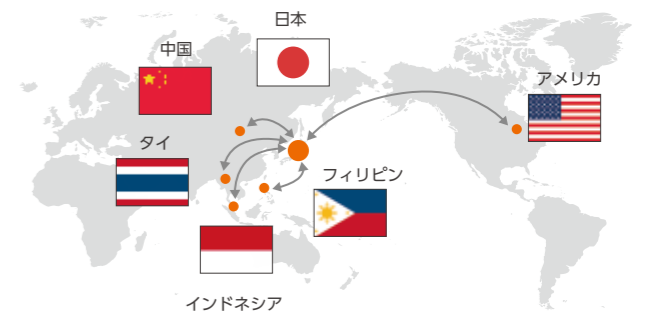 日本
中国
アメリカ
タイ
フィリピン
インドネシア